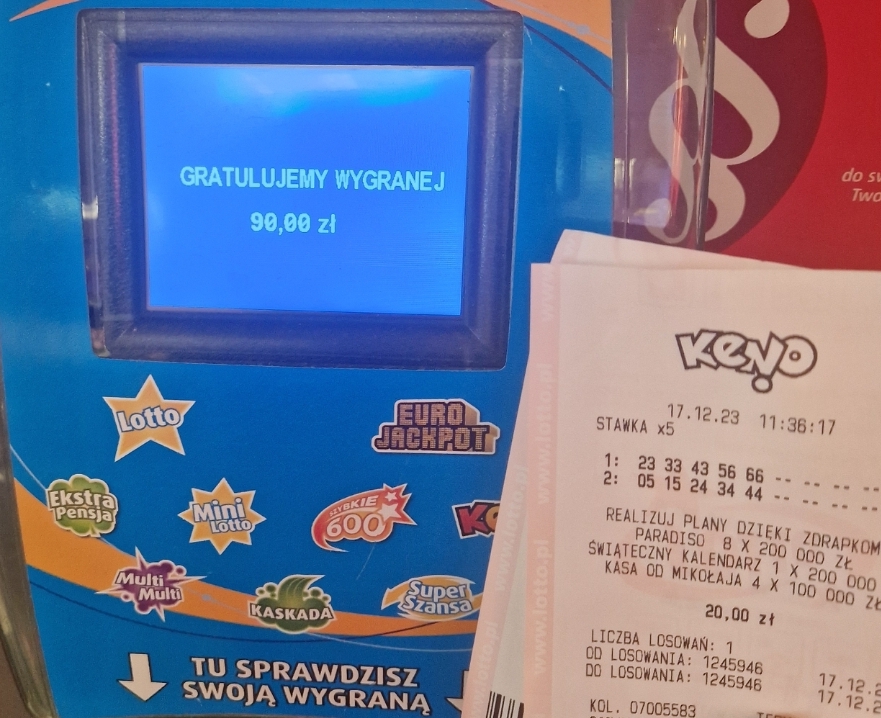 GRATULUJEMY WYGRANEJ
90,00 zł
do
Lotto
EURO
JACKPOT
Ekstra
Pensja
Mini
Lotto
SZYBKIE
600
Multi
Multi
KASKADA
Super
Szansa
TU SPRAWDZISZ
SWOJĄ WYGRANĄ
www.lotto.pl
KENO
17.12.23 11:36:17
STAWKA x5
1: 23 33 43 56 66 -- -- --
2: 05 15 24 34 44 -- -- --
REALIZUJ PLANY DZIĘKI ZDRAPKOM
PARADISO 8 X 200 000 ZŁ
ŚWIĄTECZNY KALENDARZ 1 X 200 000
KASA OD MIKOŁAJA 4 X 100 000 ZŁ
20,00 zł
LICZBA LOSOWAŃ: 1
OD LOSOWANIA: 1245946 17.12.2
DO LOSOWANIA: 1245946 17.12.2
KOL. 07005583